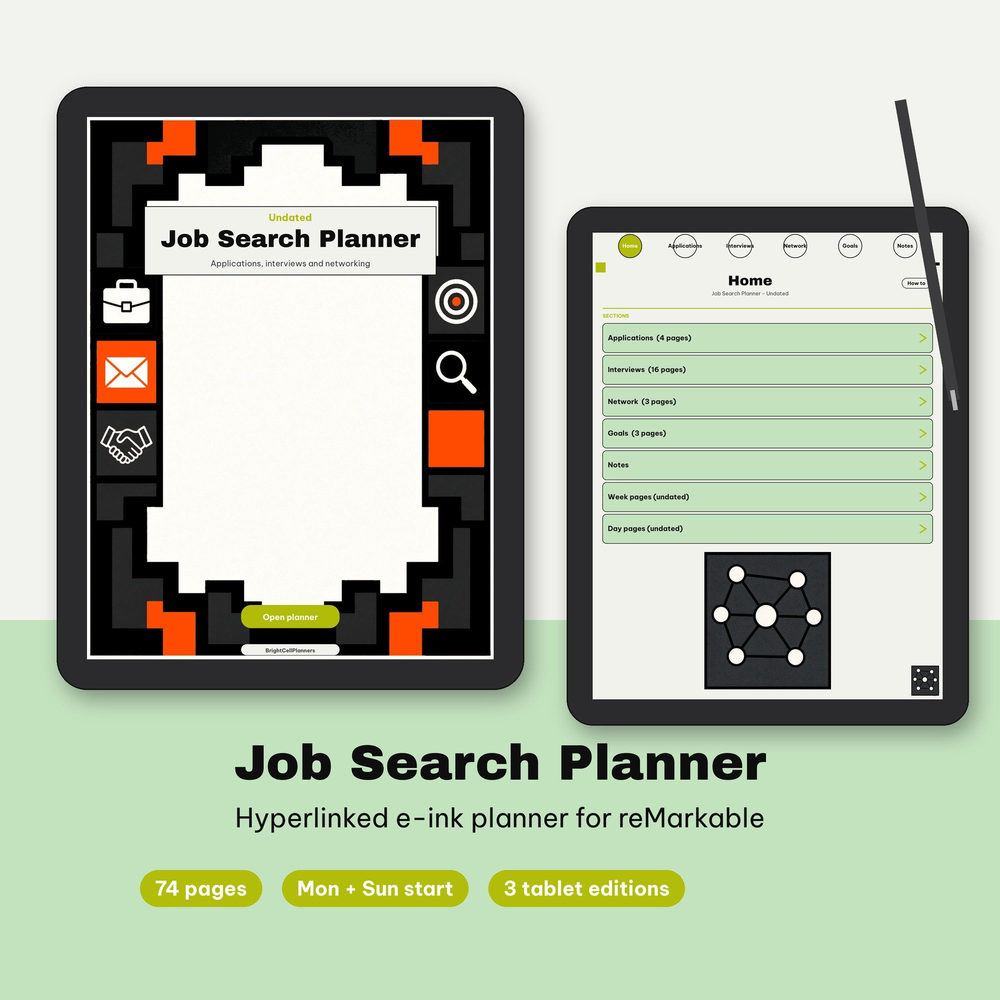 Undated
Job Search Planner
Applications, interviews and networking
Open planner
BrightCellPlanners
Home
Applications
Interviews
Network
Goals
Notes
Home
How to
Job Search Planner - Undated
SECTIONS
Applications (4 pages)
Interviews (16 pages)
Network (3 pages)
Goals (3 pages)
Notes
Week pages (undated)
Day pages (undated)
Job Search Planner
Hyperlinked e-ink planner for reMarkable
74 pages
Mon + Sun start
3 tablet editions